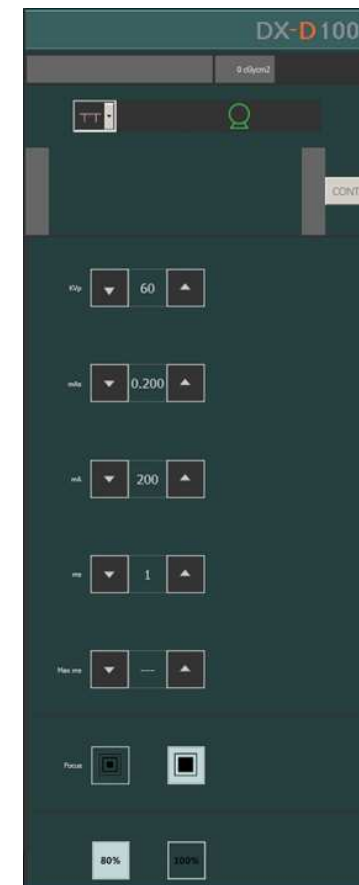 DX-D100
0 cGycm2
CONT
KVp 60
mAs 0.200
mA 200
ms 1
Max ms ---
Focus
80% 100%